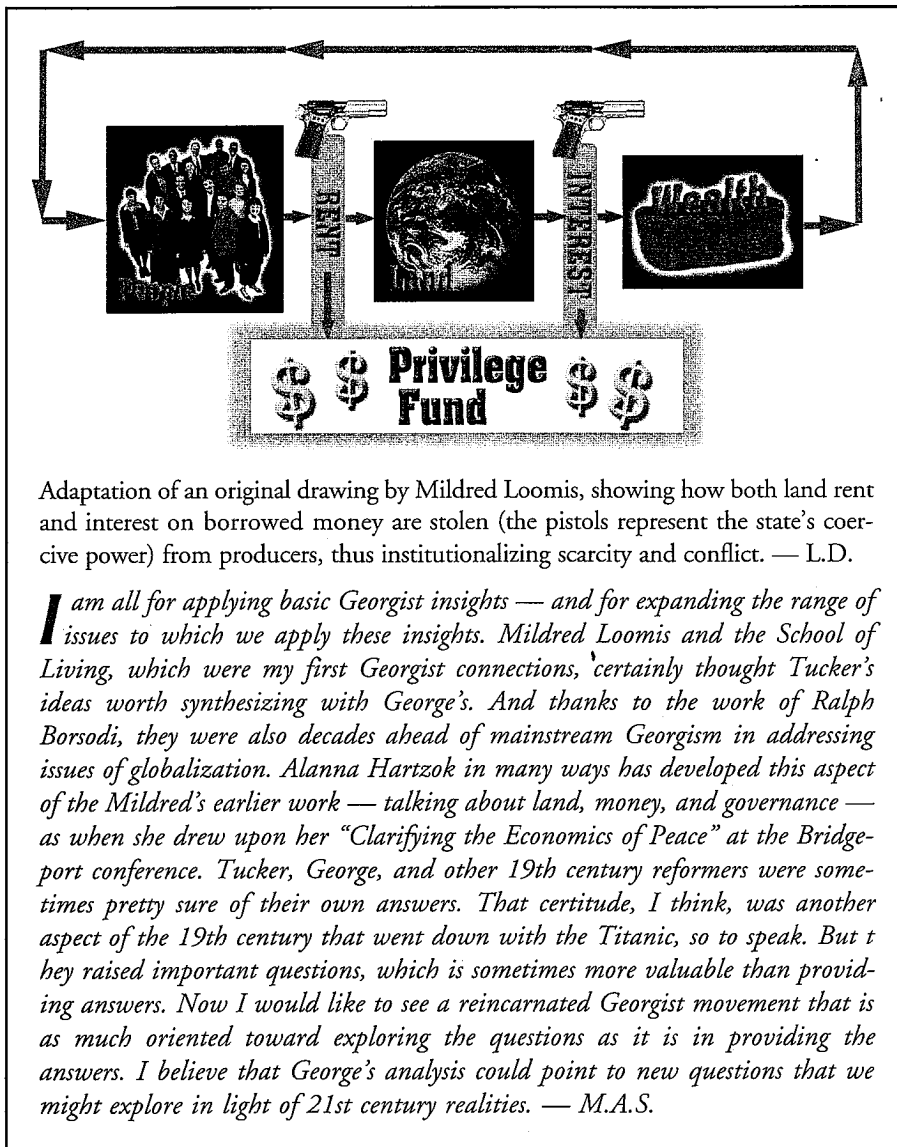 People
RENT
Land
INTEREST
Wealth
$ $ Privilege $ $
Fund
Adaptation of an original drawing by Mildred Loomis, showing how both land rent
and interest on borrowed money are stolen (the pistols represent the state's coer-
cive power) from producers, thus institutionalizing scarcity and conflict. — L.D.
I am all for applying basic Georgist insights — and for expanding the range of
issues to which we apply these insights. Mildred Loomis and the School of
Living, which were my first Georgist connections, certainly thought Tucker's
ideas worth synthesizing with George's. And thanks to the work of Ralph
Borsodi, they were also decades ahead of mainstream Georgism in addressing
issues of globalization. Alanna Hartzok in many ways has developed this aspect
of the Mildred's earlier work — talking about land, money, and governance —
as when she drew upon her "Clarifying the Economics of Peace" at the Bridge-
port conference. Tucker, George, and other 19th century reformers were some-
times pretty sure of their own answers. That certitude, I think, was another
aspect of the 19th century that went down with the Titanic, so to speak. But t
hey raised important questions, which is sometimes more valuable than provid-
ing answers. Now I would like to see a reincarnated Georgist movement that is
as much oriented toward exploring the questions as it is in providing the
answers. I believe that George's analysis could point to new questions that we
might explore in light of 21st century realities. — M.A.S.